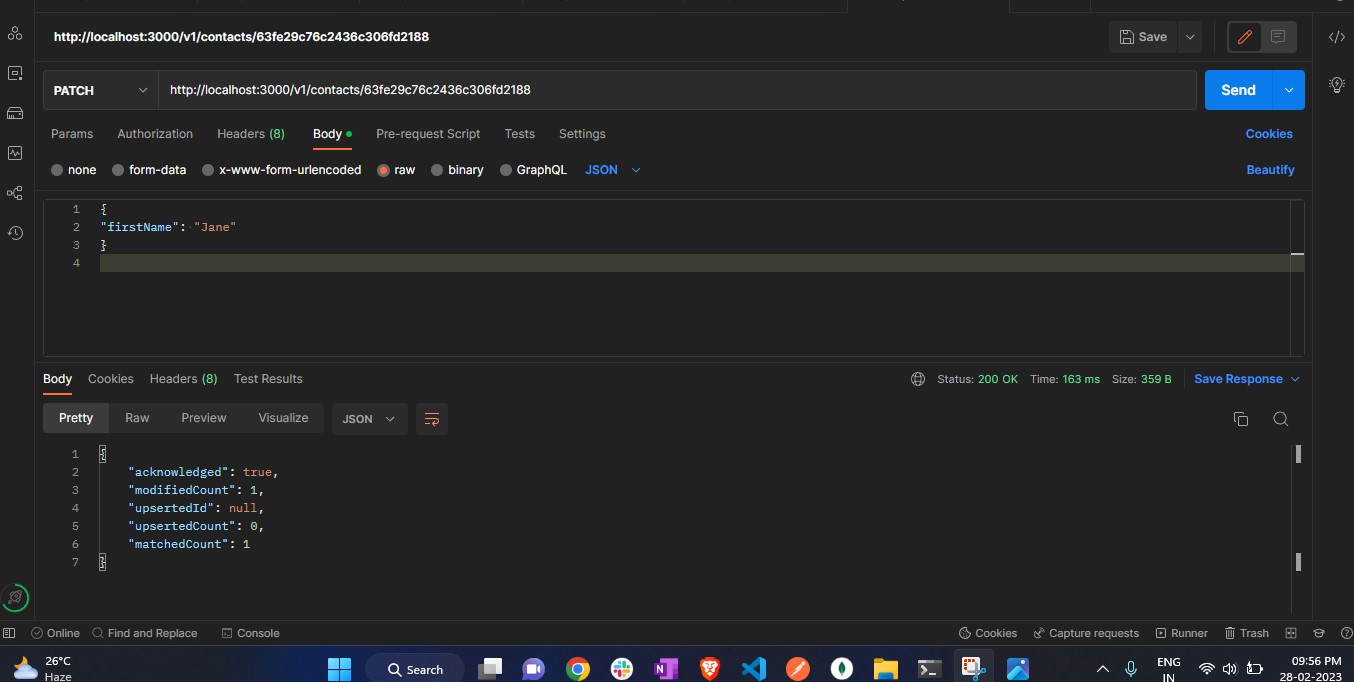 http://localhost:3000/v1/contacts/63fe29c76c2436c306fd2188
Save
PATCH
http://localhost:3000/v1/contacts/63fe29c76c2436c306fd2188
Send
Params Authorization Headers (8) Body Pre-request Script Tests Settings Cookies
none form-data x-www-form-urlencoded raw binary GraphQL JSON Beautify
1 {
2 "firstName": "Jane"
3 }
4
Body Cookies Headers (8) Test Results Status: 200 OK Time: 163 ms Size: 359 B Save Response
Pretty Raw Preview Visualize JSON
1 {
2 "acknowledged": true,
3 "modifiedCount": 1,
4 "upsertedId": null,
5 "upsertedCount": 0,
6 "matchedCount": 1
7 }
Online Find and Replace Console Cookies Capture requests Runner Trash
26°C
Haze
Search
ENG
IN
09:56 PM
28-02-2023